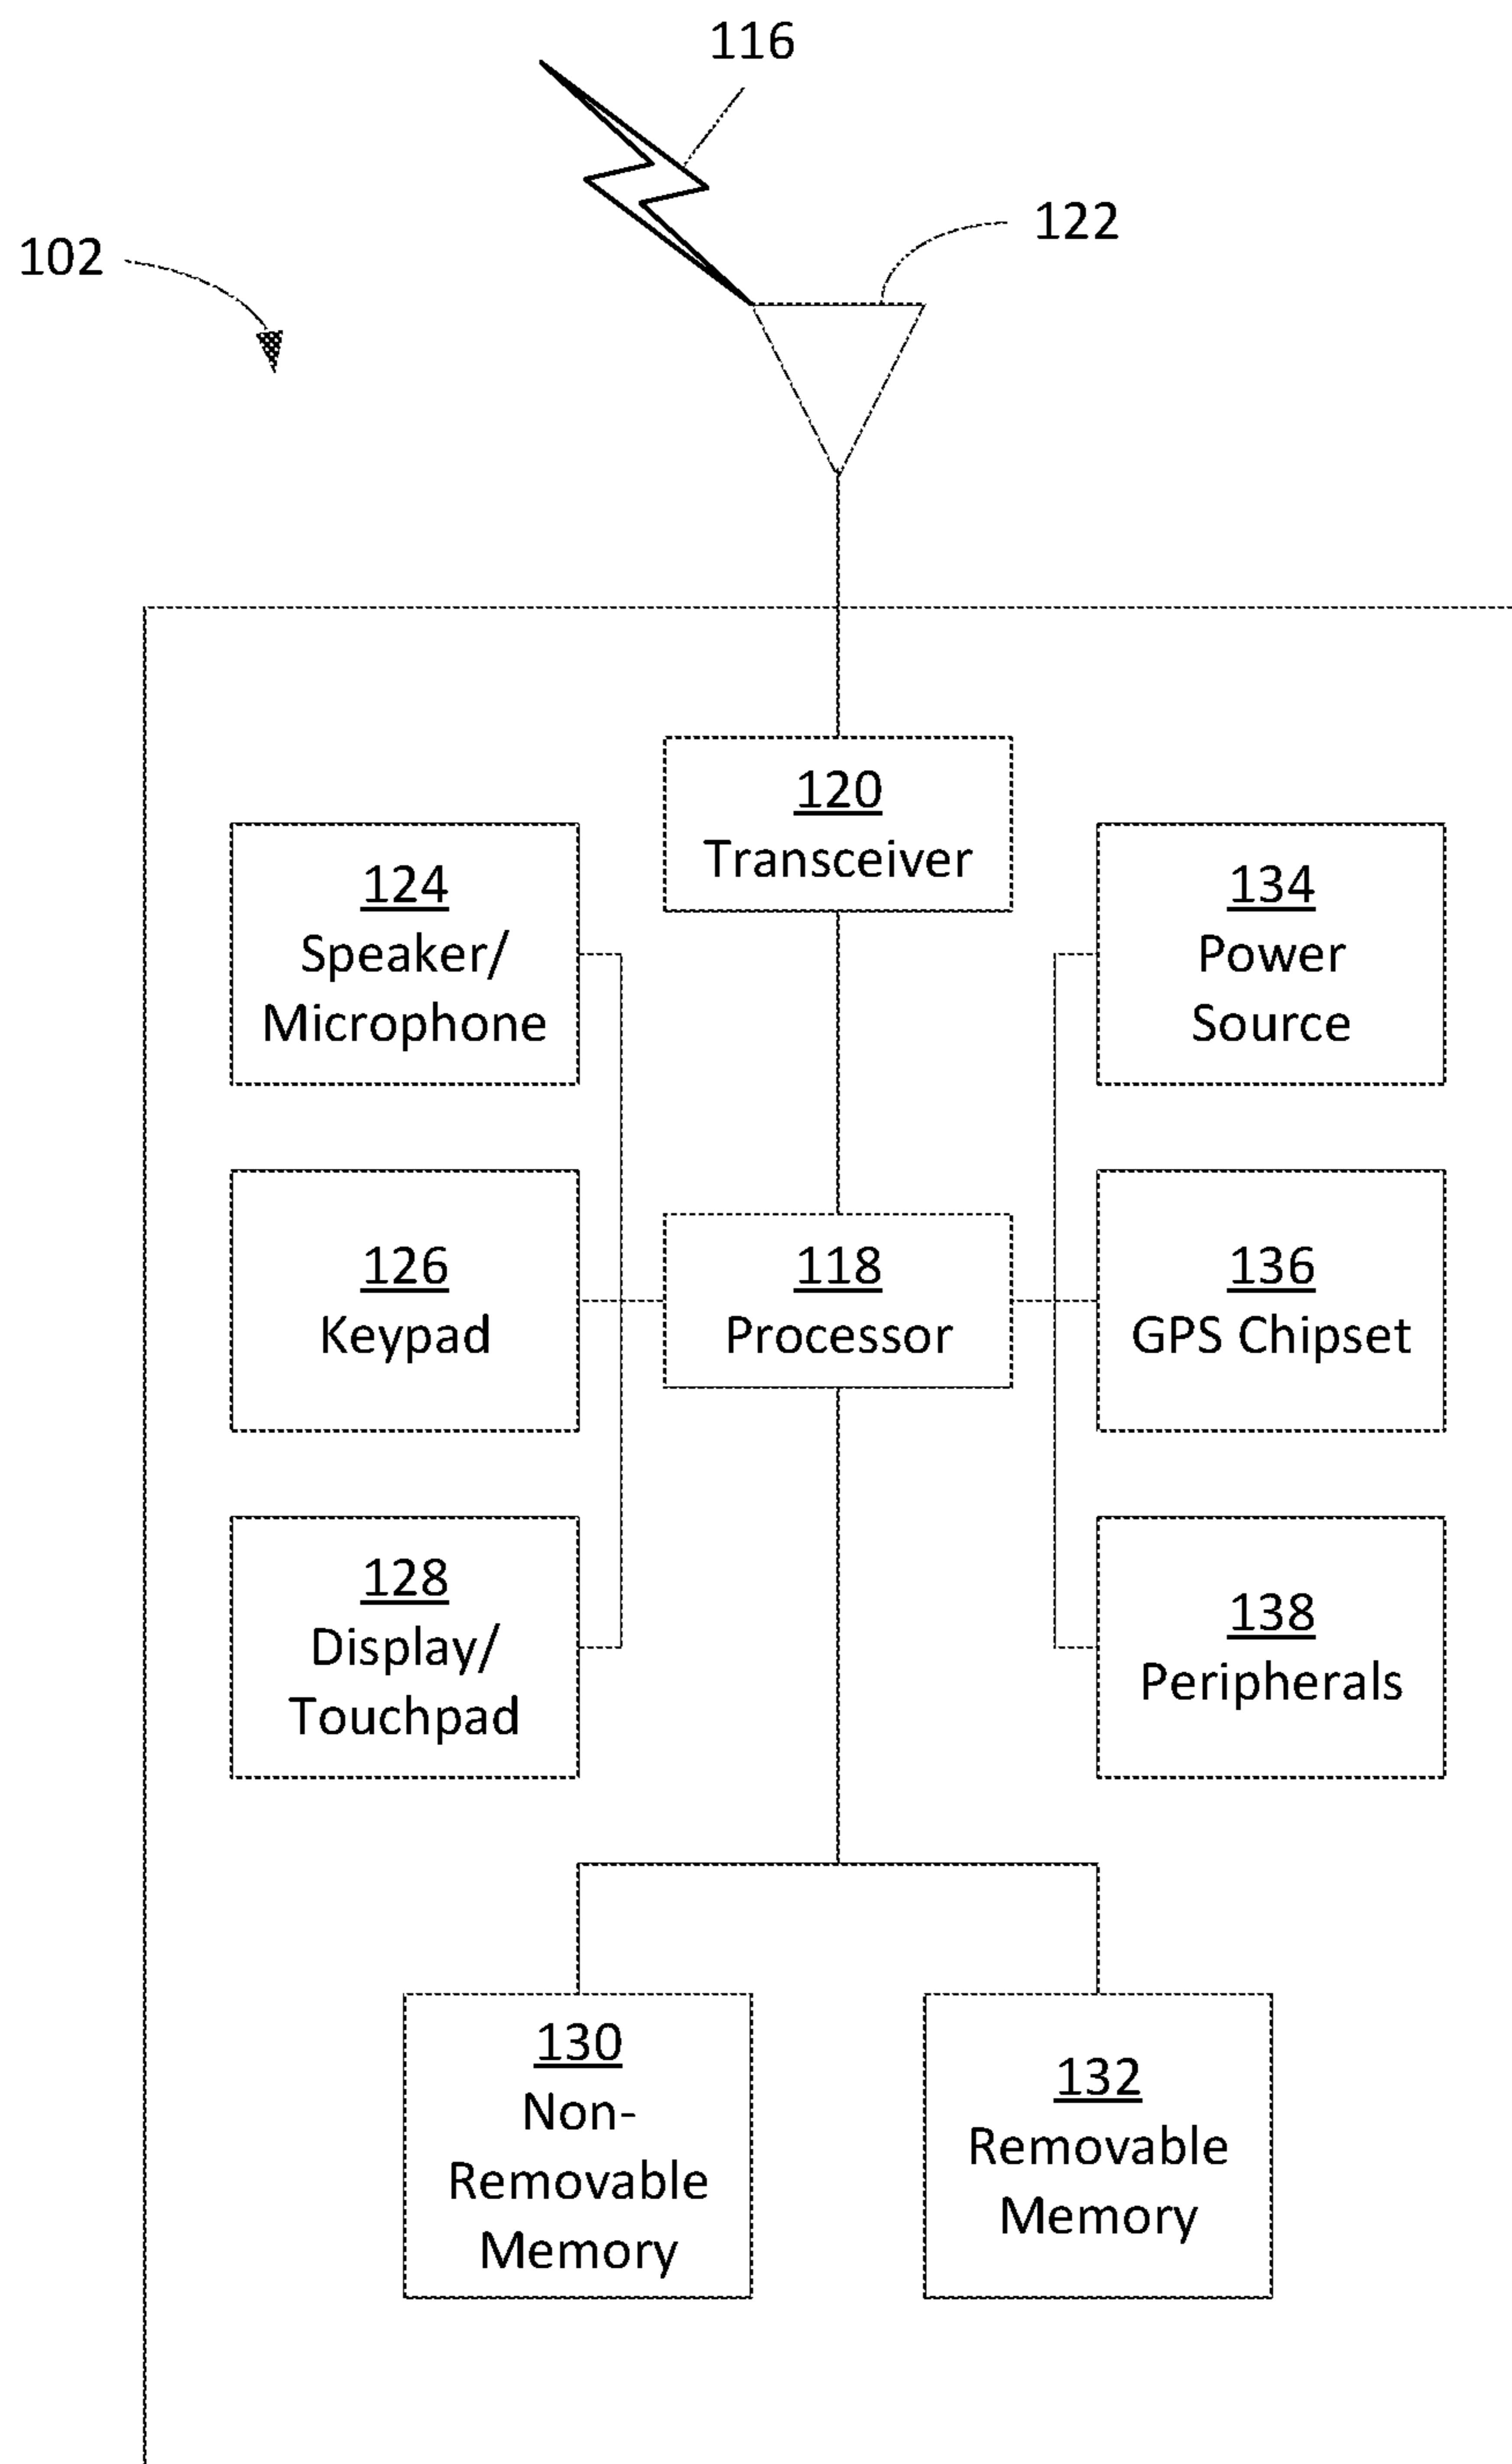 116
122
102
120
Transceiver
124
Speaker/
Microphone
134
Power
Source
126
Keypad
118
Processor
136
GPS Chipset
128
Display/
Touchpad
138
Peripherals
130
Non-
Removable
Memory
132
Removable
Memory